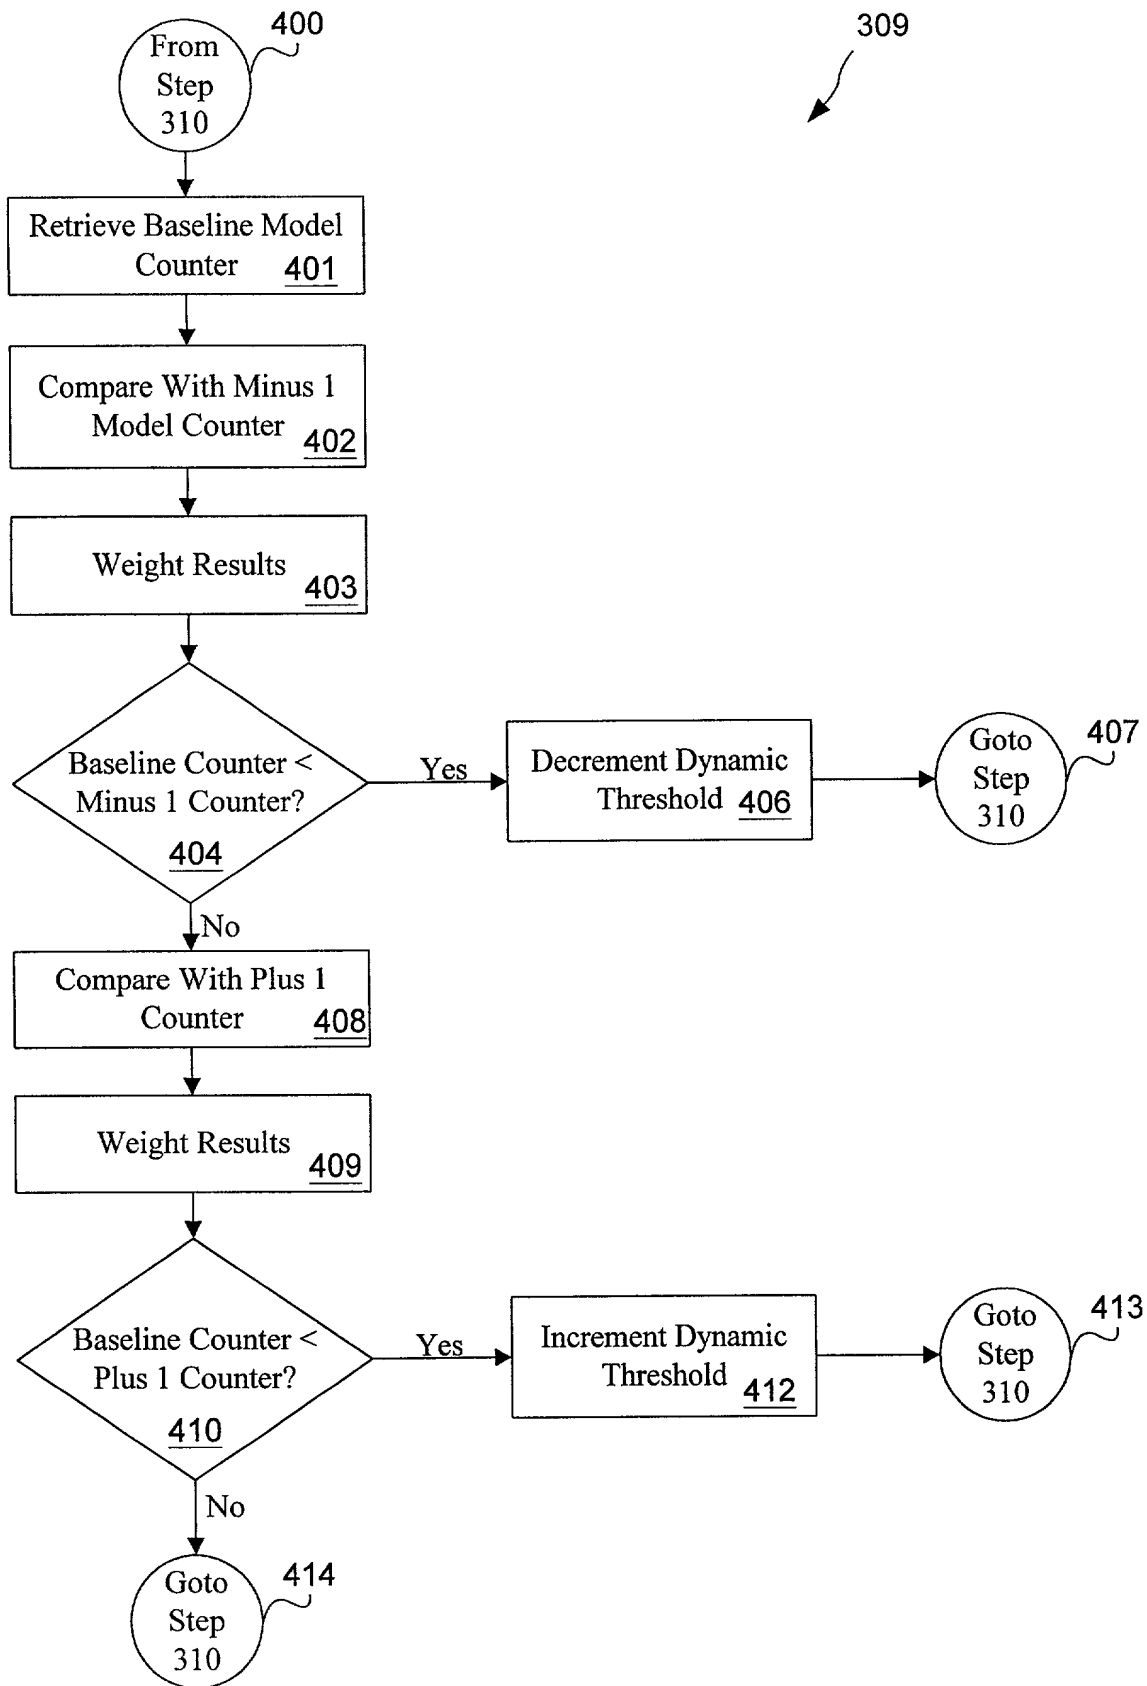 From
Step
310
400
309
Retrieve Baseline Model
Counter 401
Compare With Minus 1
Model Counter 402
Weight Results
403
Baseline Counter <
Minus 1 Counter?
404
Yes
Decrement Dynamic
Threshold 406
Goto
Step
310
407
No
Compare With Plus 1
Counter 408
Weight Results
409
Baseline Counter <
Plus 1 Counter?
410
Yes
Increment Dynamic
Threshold 412
Goto
Step
310
413
No
Goto
Step
310
414